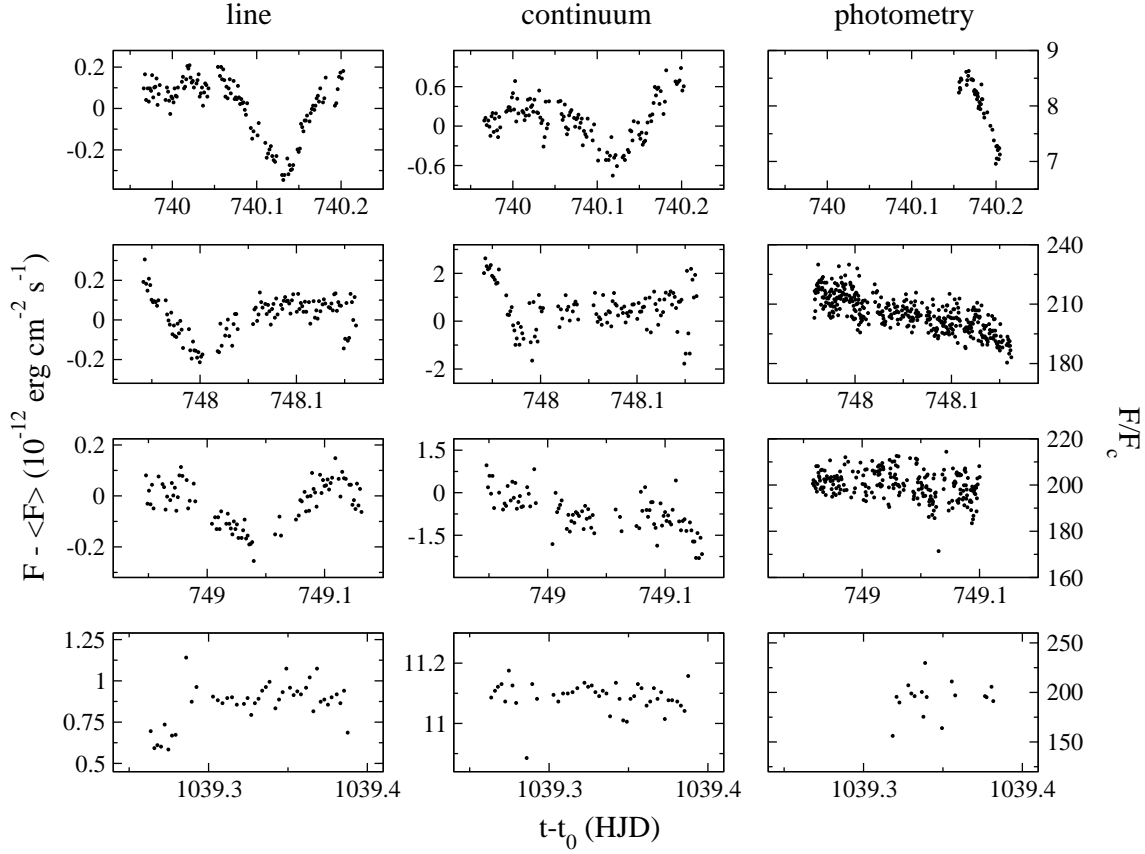 line continuum photometry
0.2 0 -0.2
740 740.1 740.2
0.6 0 -0.6
740 740.1 740.2
9 8 7
740 740.1 740.2
0.2 0 -0.2
748 748.1
2 0 -2
748 748.1
240 210 180
748 748.1
0.2 0 -0.2
749 749.1
1.5 0 -1.5
749 749.1
220 200 180 160
749 749.1
1.25 1 0.75 0.5
1039.3 1039.4
11.2 11
1039.3 1039.4
250 200 150
1039.3 1039.4
F - <F> (10⁻¹² erg cm⁻² s⁻¹)
F/F_c
t-t₀ (HJD)